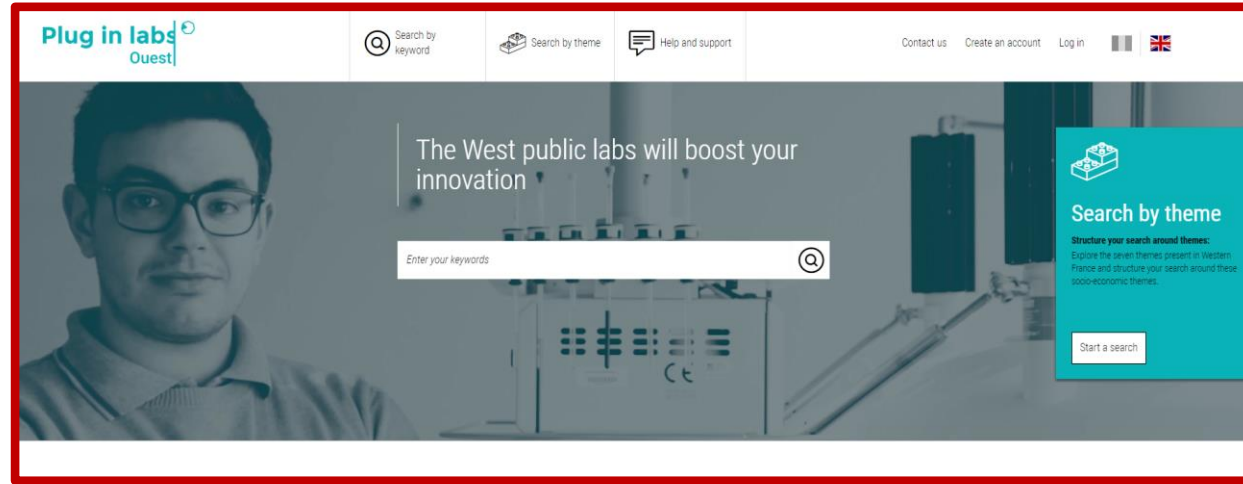 Plug in labs
Ouest
Search by
keyword
Search by theme
Help and support
Contact us
Create an account
Log in
The West public labs will boost your
innovation
Enter your keywords
Search by theme
Structure your search around themes:
Explore the seven themes present in Western
France and structure your search around these
socio-economic themes.
Start a search
CE